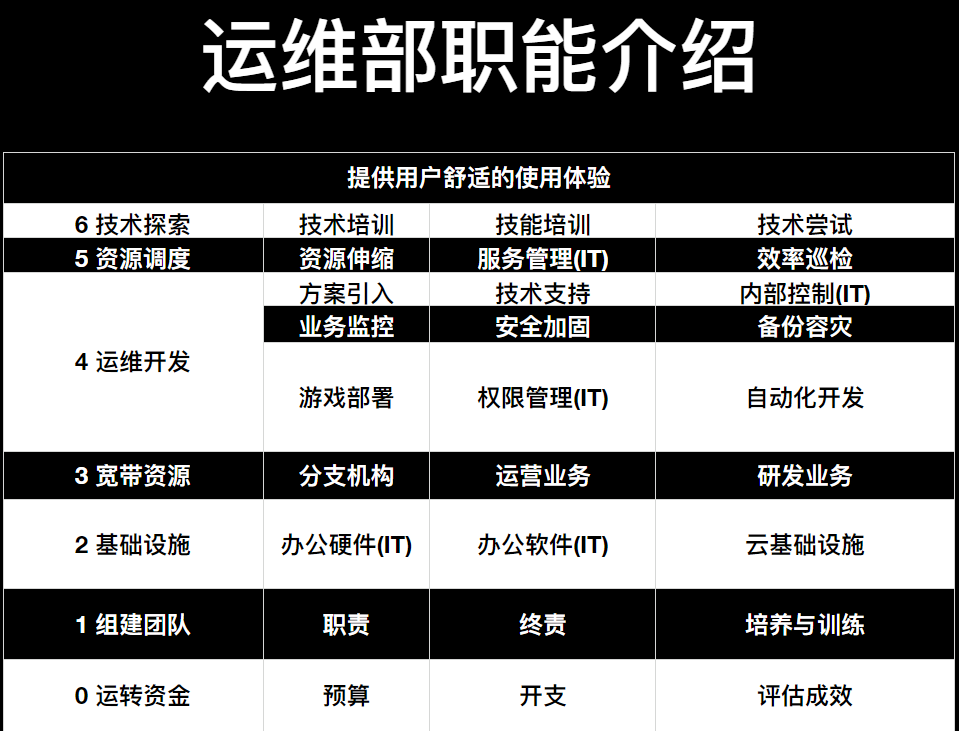 运维部职能介绍
提供用户舒适的使用体验
6 技术探索 技术培训 技能培训 技术尝试
5 资源调度 资源伸缩 服务管理(IT) 效率巡检
方案引入 技术支持 内部控制(IT)
业务监控 安全加固 备份容灾
4 运维开发
游戏部署 权限管理(IT) 自动化开发
3 宽带资源 分支机构 运营业务 研发业务
2 基础设施 办公硬件(IT) 办公软件(IT) 云基础设施
1 组建团队 职责 终责 培养与训练
0 运转资金 预算 开支 评估成效